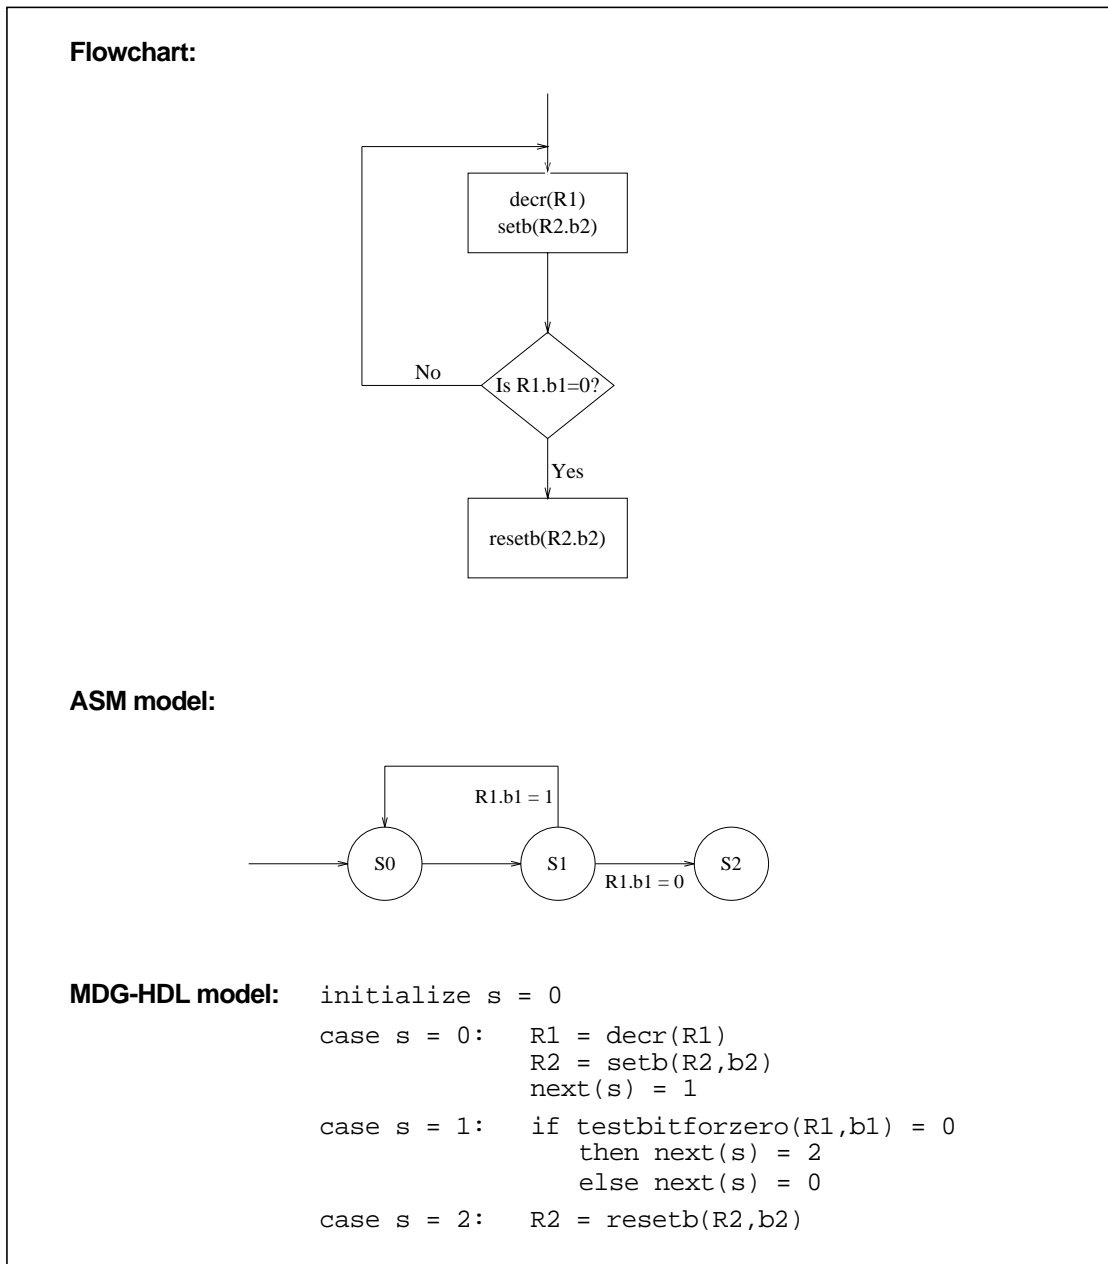 Flowchart:
decr(R1)
setb(R2.b2)
No
Is R1.b1=0?
Yes
resetb(R2.b2)
ASM model:
R1.b1 = 1
S0
S1
S2
R1.b1 = 0
MDG-HDL model: initialize s = 0
case s = 0: R1 = decr(R1)
R2 = setb(R2,b2)
next(s) = 1
case s = 1: if testbitforzero(R1,b1) = 0
then next(s) = 2
else next(s) = 0
case s = 2: R2 = resetb(R2,b2)